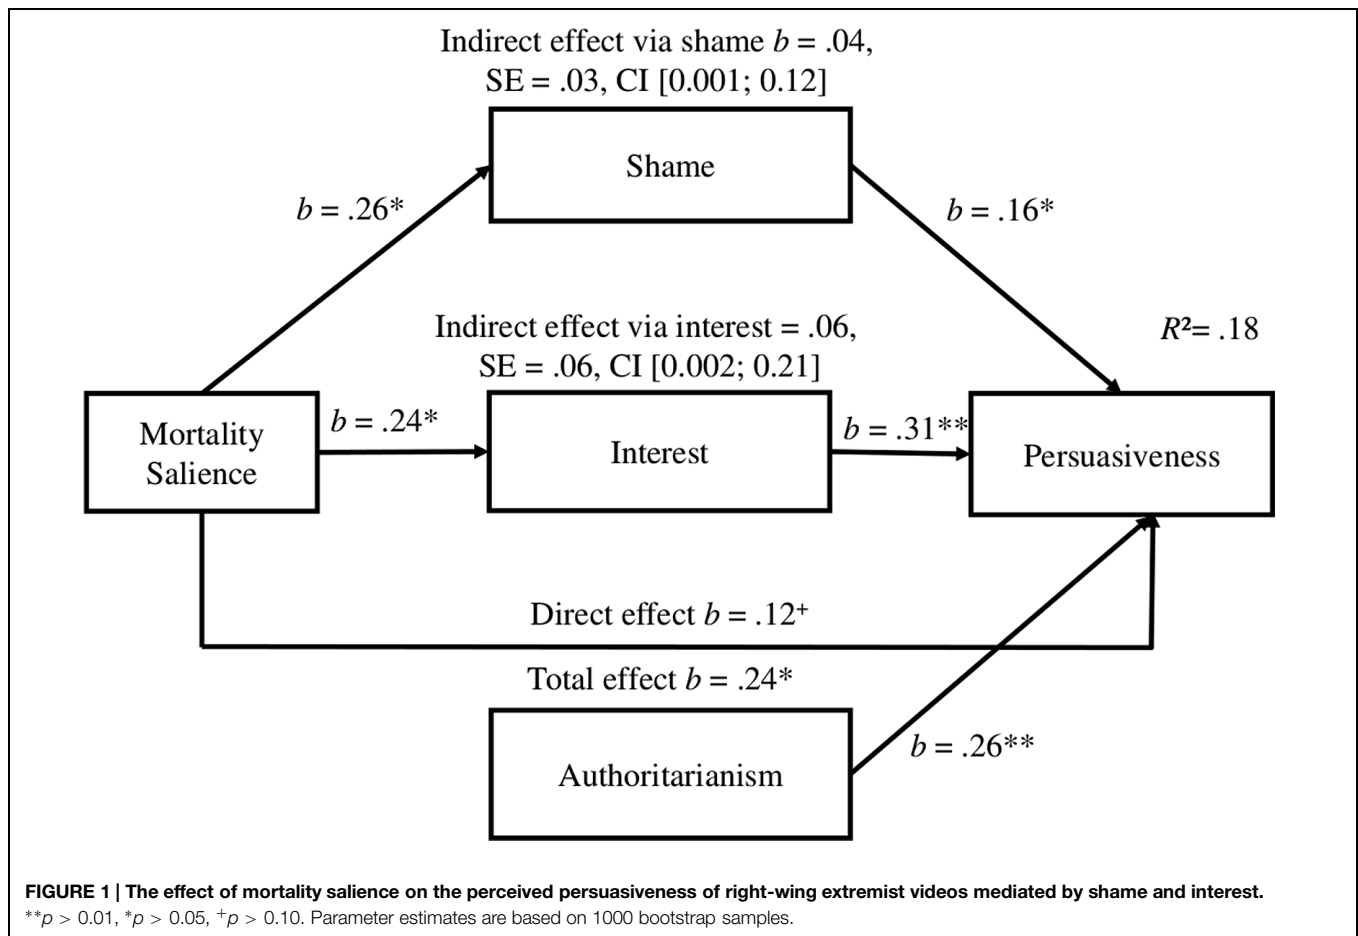 Indirect effect via shame b = .04,
SE = .03, CI [0.001; 0.12]
Shame
b = .26*
b = .16*
Indirect effect via interest = .06,
SE = .06, CI [0.002; 0.21]
R²= .18
Mortality
Salience
b = .24*
Interest
b = .31**
Persuasiveness
Direct effect b = .12⁺
Total effect b = .24*
b = .26**
Authoritarianism
FIGURE 1 | The effect of mortality salience on the perceived persuasiveness of right-wing extremist videos mediated by shame and interest.
**p > 0.01, *p > 0.05, ⁺p > 0.10. Parameter estimates are based on 1000 bootstrap samples.